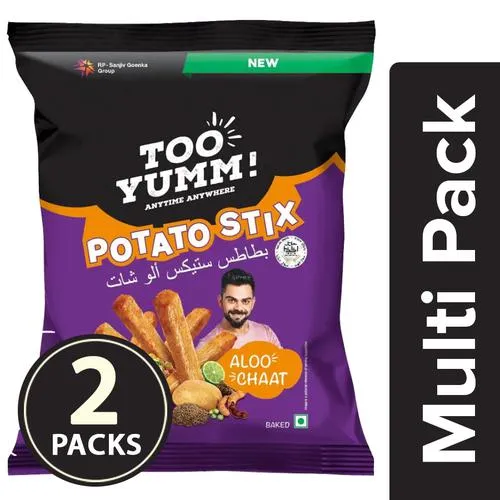 RP-Sanjiv Goenka
Group
NEW
TOO
YUMM!
ANYTIME ANYWHERE
POTATO STIX
بطاطس ستيكس آلو شات
ALOO
CHAAT
BAKED
2
PACKS
Multi Pack